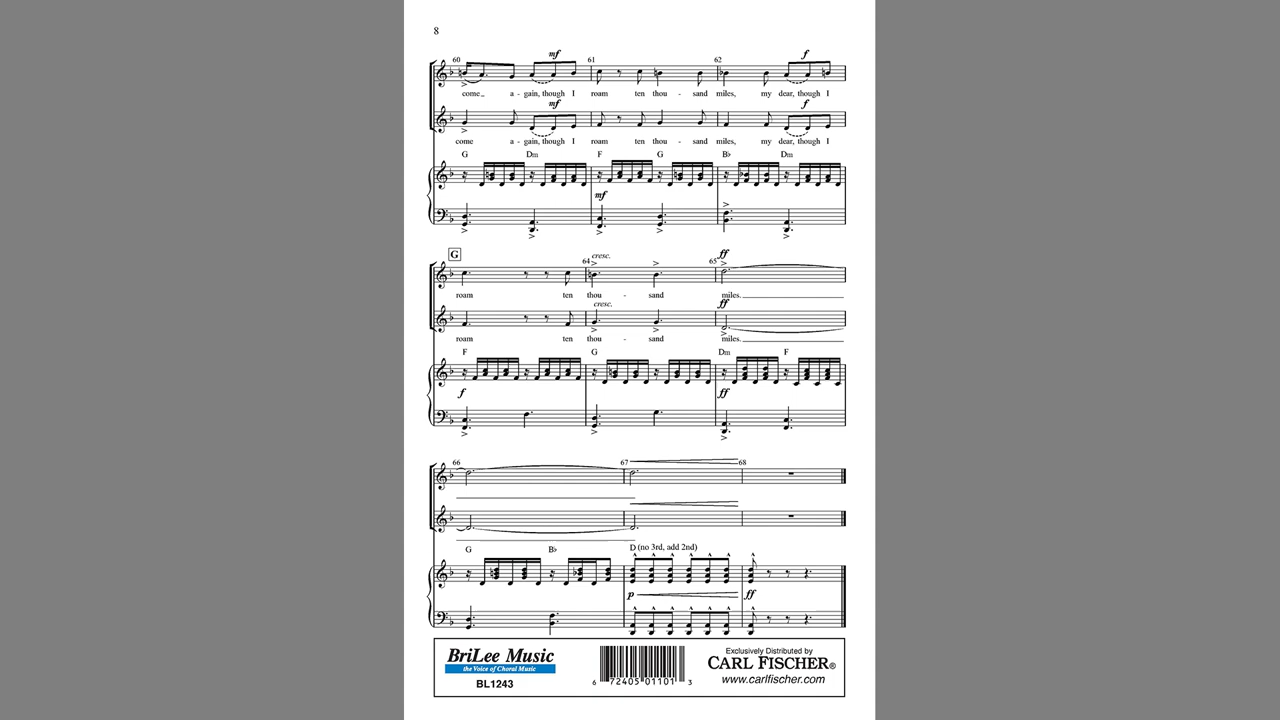 8
60 mf 61 62 f
come_ a - gain, though I roam ten thou - sand miles, my dear, though I
mf f
come a - gain, though I roam ten thou - sand miles, my dear, though I
G Dm F G B♭ Dm
mf
G
64 cresc. 65 ff
roam ten thou - sand miles.
cresc. ff
roam ten thou - sand miles.
F G Dm F
f ff
66 67 68
G B♭ D (no 3rd, add 2nd)
p ff
BriLee Music
the Voice of Choral Music
BL1243
6 72405 01101 3
Exclusively Distributed by
CARL FISCHER®
www.carlfischer.com